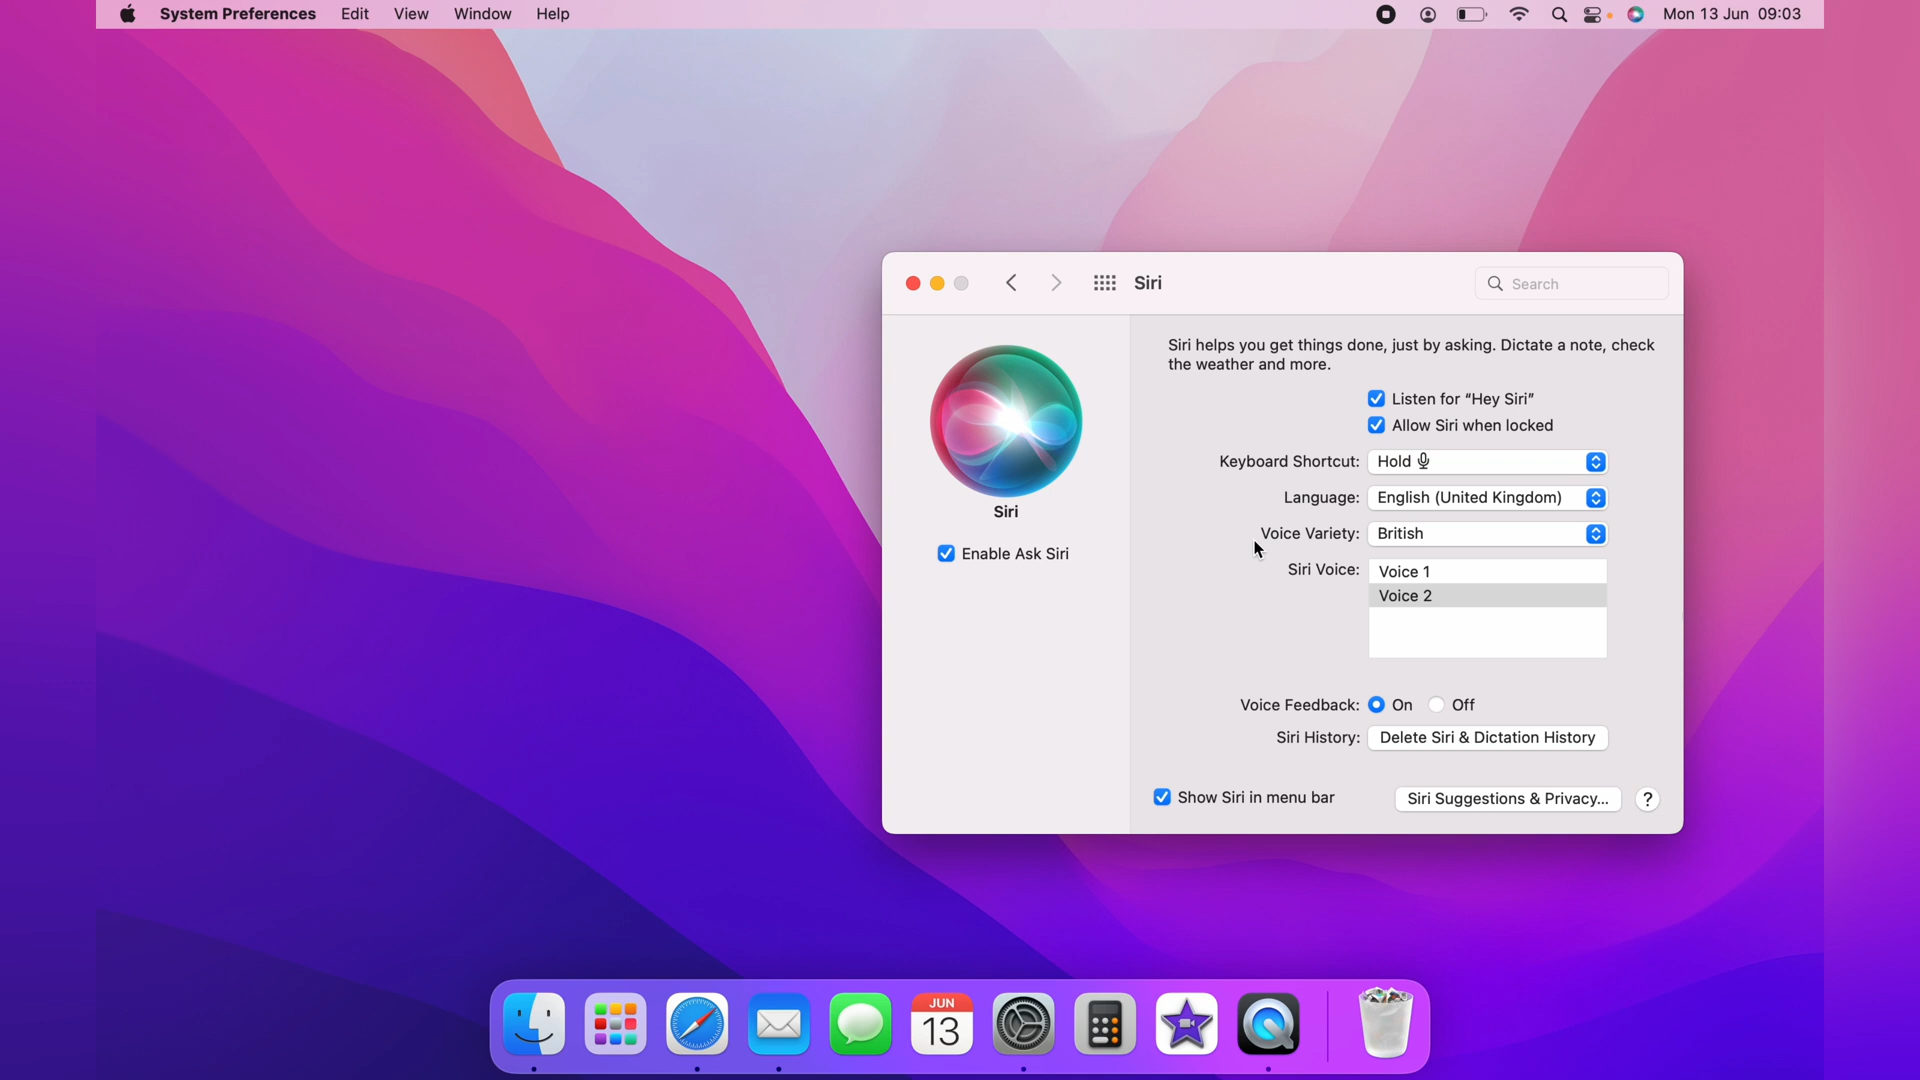 System Preferences Edit View Window Help Mon 13 Jun 09:03
Siri Search
Siri helps you get things done, just by asking. Dictate a note, check
the weather and more.
Listen for “Hey Siri”
Allow Siri when locked
Keyboard Shortcut: Hold
Language: English (United Kingdom)
Voice Variety: British
Siri Voice: Voice 1
Voice 2
Siri
Enable Ask Siri
Voice Feedback: On Off
Siri History: Delete Siri & Dictation History
Show Siri in menu bar Siri Suggestions & Privacy... ?
JUN
13